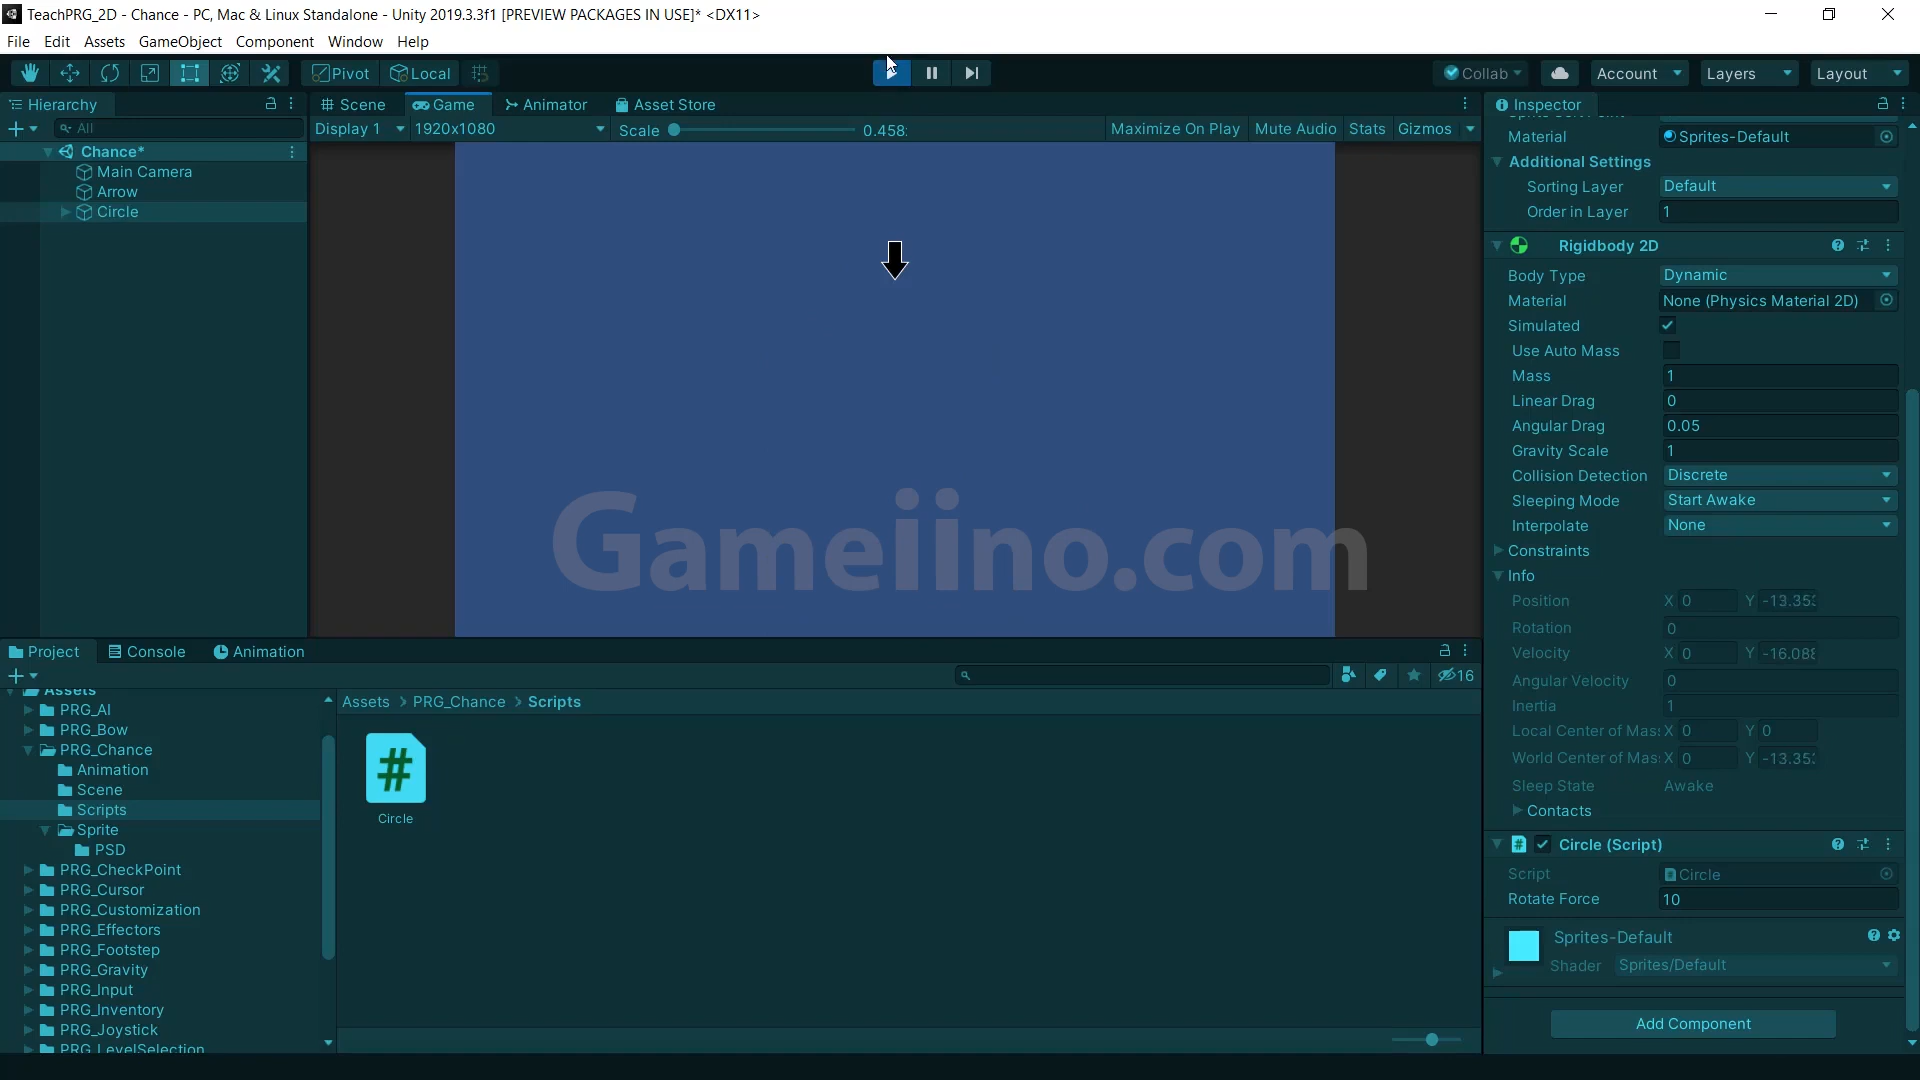 TeachPRG_2D - Chance - PC, Mac & Linux Standalone - Unity 2019.3.3f1 [PREVIEW PACKAGES IN USE]* <DX11>
File Edit Assets GameObject Component Window Help
Pivot Local Collab Account Layers Layout
Hierarchy
All
Chance*
Main Camera
Arrow
Circle
Scene Game Animator Asset Store
Display 1 1920x1080 Scale 0.458: Maximize On Play Mute Audio Stats Gizmos
Gameiino.com
Inspector
Material Sprites-Default
Additional Settings
Sorting Layer Default
Order in Layer 1
Rigidbody 2D
Body Type Dynamic
Material None (Physics Material 2D)
Simulated
Use Auto Mass
Mass 1
Linear Drag 0
Angular Drag 0.05
Gravity Scale 1
Collision Detection Discrete
Sleeping Mode Start Awake
Interpolate None
Constraints
Info
Position X 0 Y -13.35
Rotation 0
Velocity X 0 Y -16.08
Angular Velocity 0
Inertia 1
Local Center of Mas X 0 Y 0
World Center of Mas X 0 Y -13.35
Sleep State Awake
Contacts
Circle (Script)
Script Circle
Rotate Force 10
Sprites-Default
Shader Sprites/Default
Add Component
Project Console Animation
16
Assets
PRG_AI
PRG_Bow
PRG_Chance
Animation
Scene
Scripts
Sprite
PSD
PRG_CheckPoint
PRG_Cursor
PRG_Customization
PRG_Effectors
PRG_Footstep
PRG_Gravity
PRG_Input
PRG_Inventory
PRG_Joystick
PRG_LevelSelection
Assets > PRG_Chance > Scripts
#
Circle